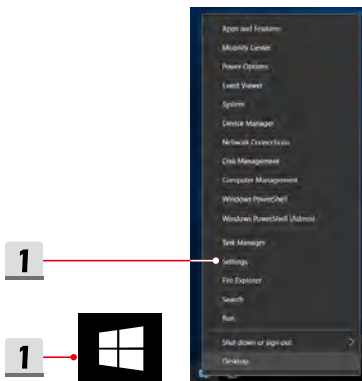 Apps and Features
Mobility Center
Power Options
Event Viewer
System
Device Manager
Network Connections
Disk Management
Computer Management
Windows PowerShell
Windows PowerShell (Admin)
Task Manager
1
Settings
File Explorer
Search
Run
Shut down or sign out
1
Desktop